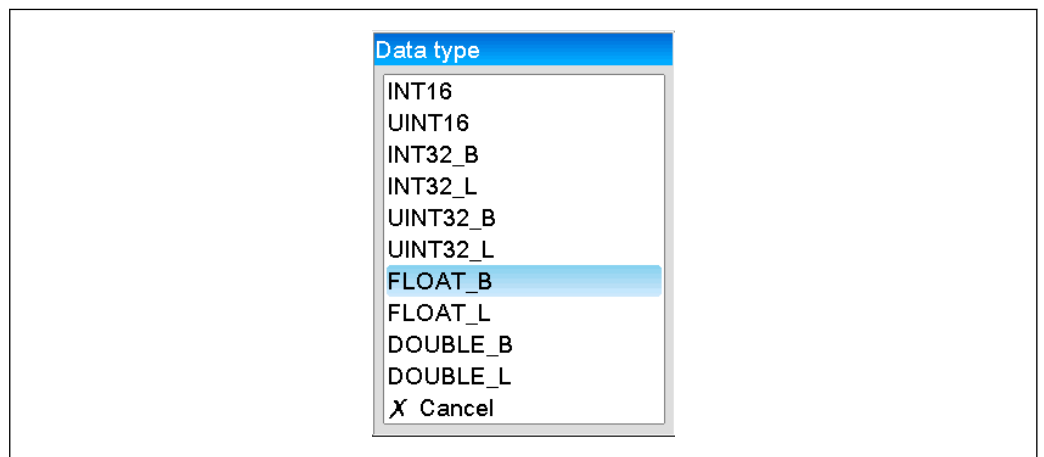 Data type
INT16
UINT16
INT32_B
INT32_L
UINT32_B
UINT32_L
FLOAT_B
FLOAT_L
DOUBLE_B
DOUBLE_L
X Cancel